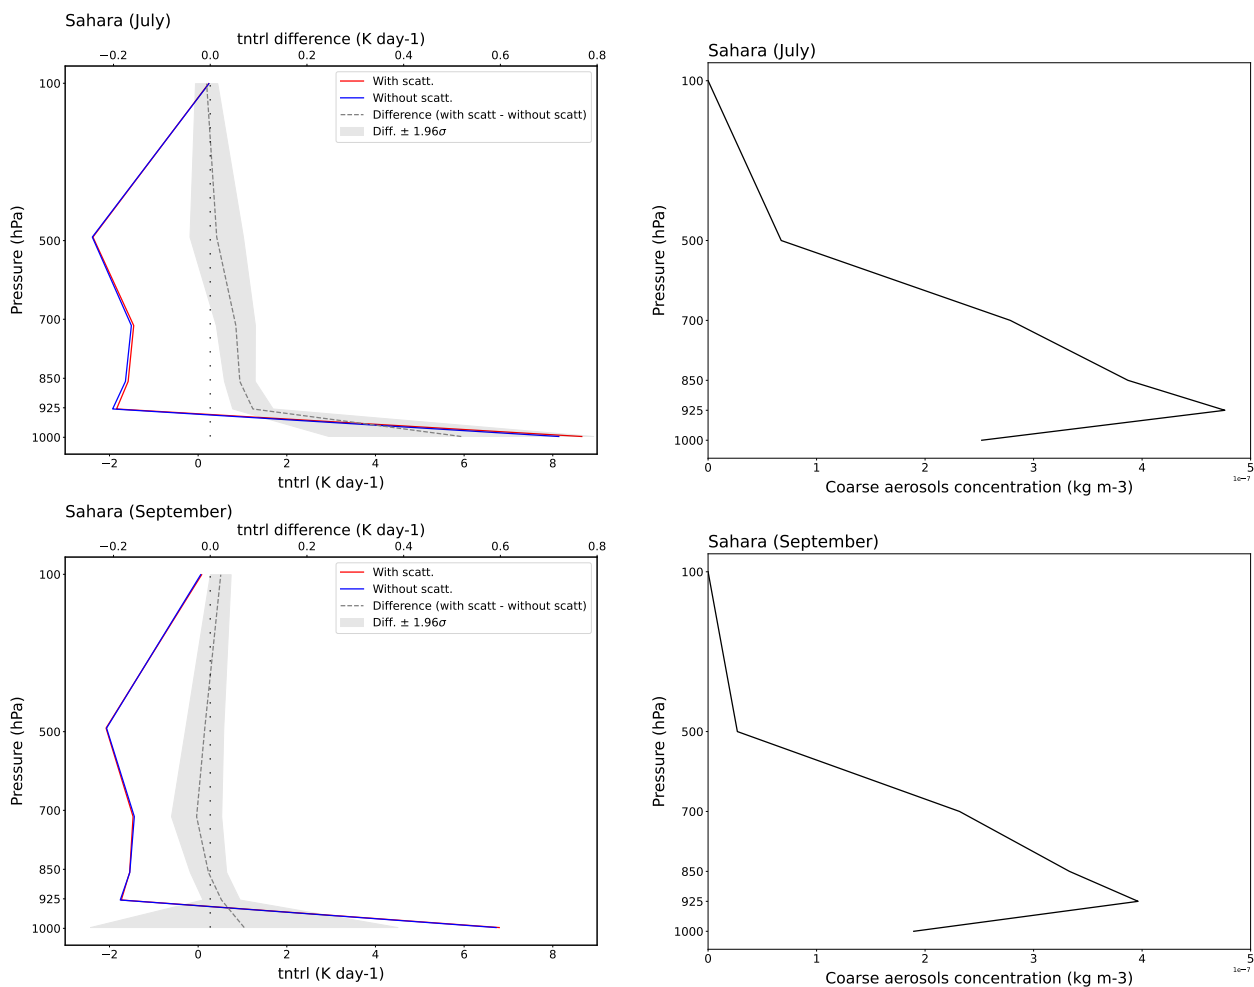 Sahara (July)
tntrl difference (K day-1)
−0.2 0.0 0.2 0.4 0.6 0.8
With scatt.
Without scatt.
Difference (with scatt - without scatt)
Diff. ± 1.96σ
100
500
700
850
925
1000
Pressure (hPa)
−2 0 2 4 6 8
tntrl (K day-1)
Sahara (July)
100
500
700
850
925
1000
Pressure (hPa)
0 1 2 3 4 5
1e−7
Coarse aerosols concentration (kg m-3)
Sahara (September)
tntrl difference (K day-1)
−0.2 0.0 0.2 0.4 0.6 0.8
With scatt.
Without scatt.
Difference (with scatt - without scatt)
Diff. ± 1.96σ
100
500
700
850
925
1000
Pressure (hPa)
−2 0 2 4 6 8
tntrl (K day-1)
Sahara (September)
100
500
700
850
925
1000
Pressure (hPa)
0 1 2 3 4 5
1e−7
Coarse aerosols concentration (kg m-3)